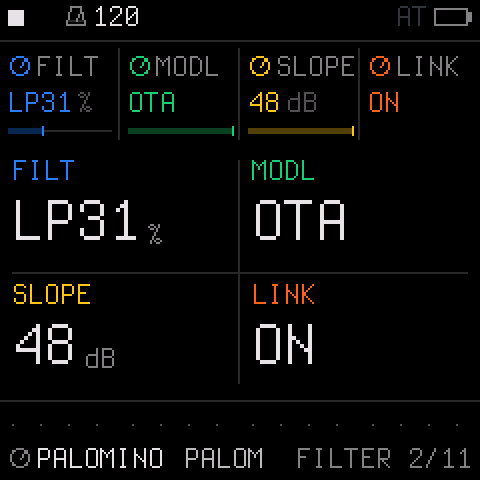 120 AT
FILT MODL SLOPE LINK
LP31 % OTA 48 dB ON
FILT MODL
LP31 % OTA
SLOPE LINK
48 dB ON
PALOMINO PALOM FILTER 2/11